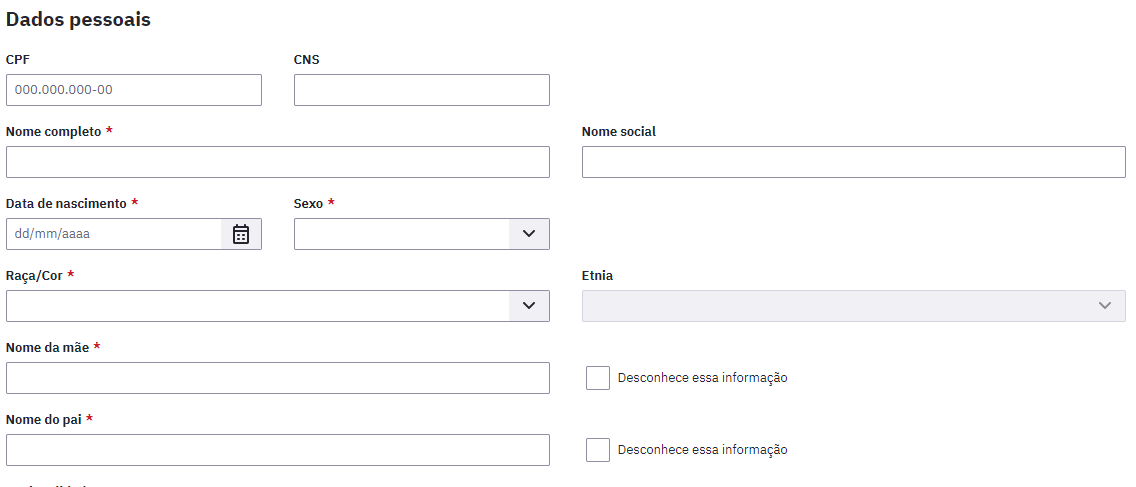 Dados pessoais
CPF CNS
000.000.000-00
Nome completo * Nome social
Data de nascimento * Sexo *
dd/mm/aaaa
Raça/Cor * Etnia
Nome da mãe *
Desconhece essa informação
Nome do pai *
Desconhece essa informação